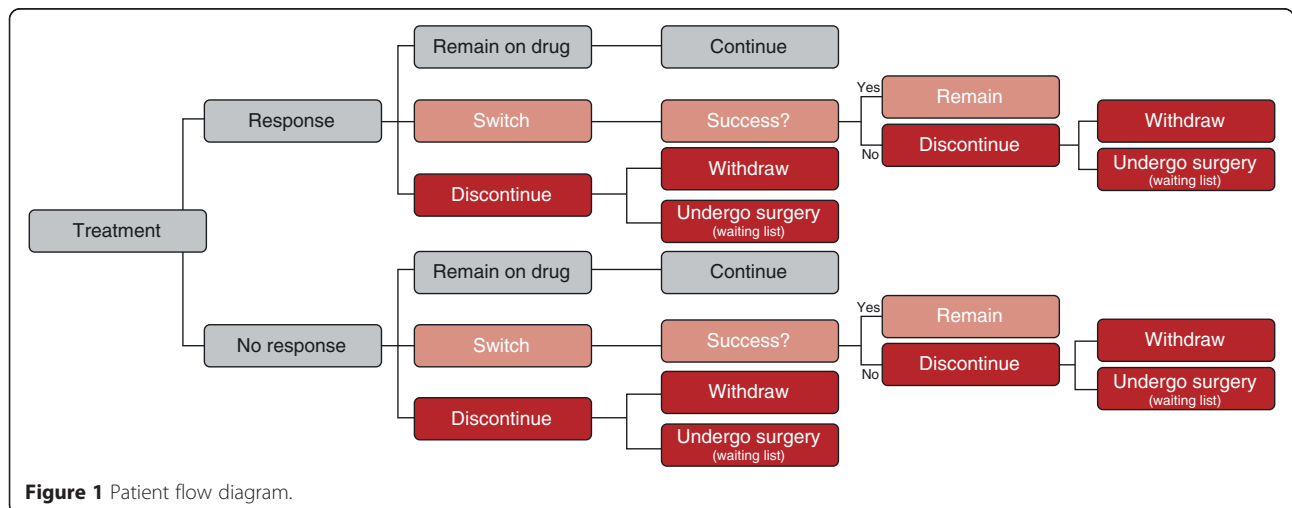 Remain on drug
Continue
Response
Switch
Success?
Yes
Remain
No
Discontinue
Withdraw
Undergo surgery
(waiting list)
Discontinue
Withdraw
Undergo surgery
(waiting list)
Treatment
Remain on drug
Continue
No response
Switch
Success?
Yes
Remain
No
Discontinue
Withdraw
Undergo surgery
(waiting list)
Discontinue
Withdraw
Undergo surgery
(waiting list)
Figure 1 Patient flow diagram.